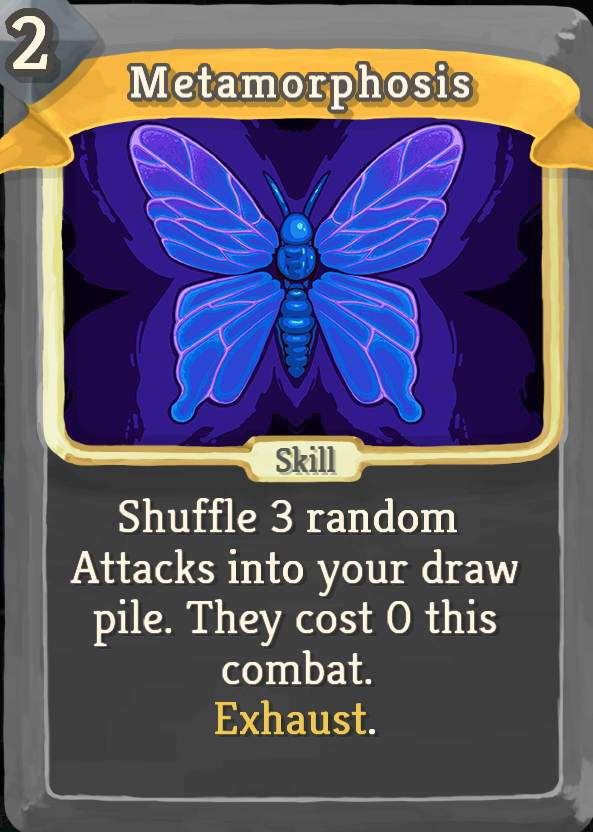 2
Metamorphosis
Skill
Shuffle 3 random
Attacks into your draw
pile. They cost 0 this
combat.
Exhaust.